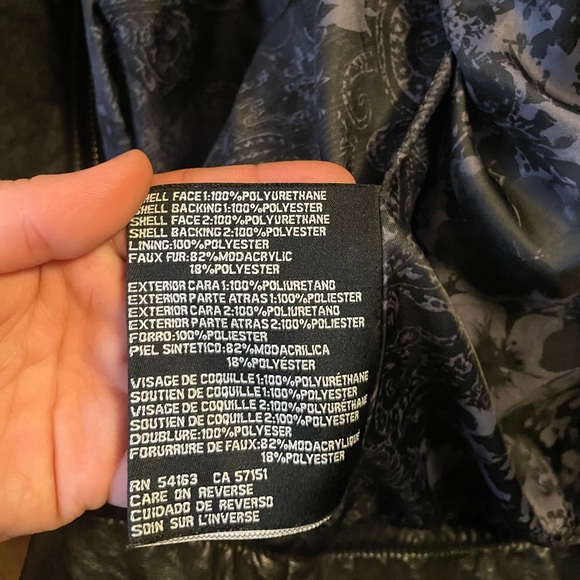 SHELL FACE 1:100%POLYURETHANE
SHELL BACKING 1:100%POLYESTER
SHELL FACE 2:100%POLYURETHANE
SHELL BACKING 2:100%POLYESTER
LINING:100%POLYESTER
FAUX FUR:82%MODACRYLIC
18%POLYESTER
EXTERIOR CARA 1:100%POLIURETANO
EXTERIOR PARTE ATRAS 1:100%POLIESTER
EXTERIOR CARA 2:100%POLIURETANO
EXTERIOR PARTE ATRAS 2:100%POLIESTER
FORRO:100%POLIESTER
PIEL SINTETICO:82%MODACRILICA
18%POLIESTER
VISAGE DE COQUILLE 1:100%POLYURÉTHANE
SOUTIEN DE COQUILLE 1:100%POLYESTER
VISAGE DE COQUILLE 2:100%POLYURÉTHANE
SOUTIEN DE COQUILLE 2:100%POLYESTER
DOUBLURE:100%POLYESER
FORURRURE DE FAUX:82%MODACRYLIQUE
18%POLYESTER
RN 54163 CA 57151
CARE ON REVERSE
CUIDADO DE REVERSO
SOIN SUR L'INVERSE